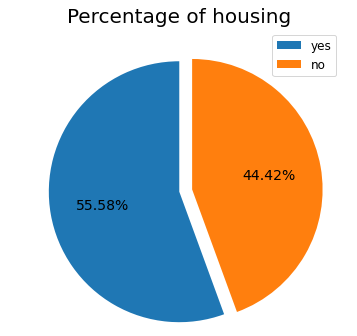 Percentage of housing
yes
no
44.42%
55.58%